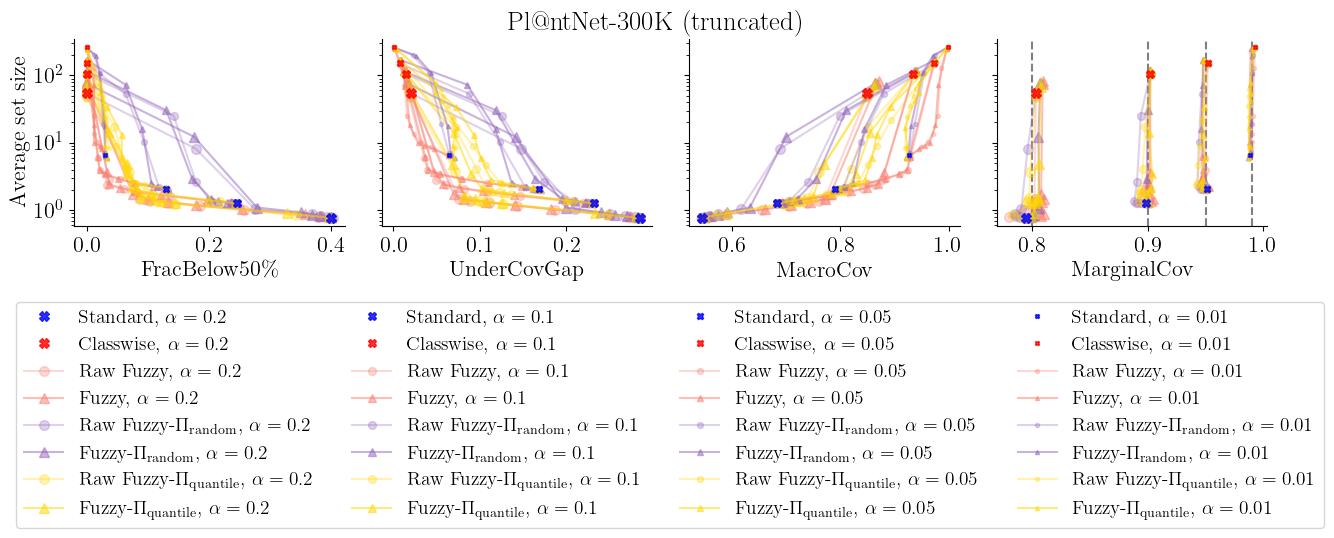 Pl@ntNet-300K (truncated)
Average set size
10² 10¹ 10⁰
0.0 0.2 0.4
FracBelow50%
0.0 0.1 0.2
UnderCovGap
0.6 0.8 1.0
MacroCov
0.8 0.9 1.0
MarginalCov
Standard, α = 0.2
Classwise, α = 0.2
Raw Fuzzy, α = 0.2
Fuzzy, α = 0.2
Raw Fuzzy-Π_random, α = 0.2
Fuzzy-Π_random, α = 0.2
Raw Fuzzy-Π_quantile, α = 0.2
Fuzzy-Π_quantile, α = 0.2
Standard, α = 0.1
Classwise, α = 0.1
Raw Fuzzy, α = 0.1
Fuzzy, α = 0.1
Raw Fuzzy-Π_random, α = 0.1
Fuzzy-Π_random, α = 0.1
Raw Fuzzy-Π_quantile, α = 0.1
Fuzzy-Π_quantile, α = 0.1
Standard, α = 0.05
Classwise, α = 0.05
Raw Fuzzy, α = 0.05
Fuzzy, α = 0.05
Raw Fuzzy-Π_random, α = 0.05
Fuzzy-Π_random, α = 0.05
Raw Fuzzy-Π_quantile, α = 0.05
Fuzzy-Π_quantile, α = 0.05
Standard, α = 0.01
Classwise, α = 0.01
Raw Fuzzy, α = 0.01
Fuzzy, α = 0.01
Raw Fuzzy-Π_random, α = 0.01
Fuzzy-Π_random, α = 0.01
Raw Fuzzy-Π_quantile, α = 0.01
Fuzzy-Π_quantile, α = 0.01